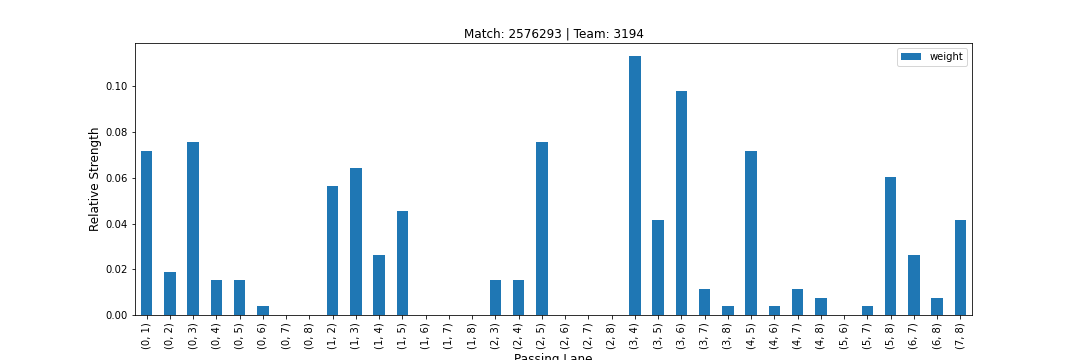 Match: 2576293 | Team: 3194
weight
Relative Strength
0.10
0.08
0.06
0.04
0.02
0.00
(0, 1) (0, 2) (0, 3) (0, 4) (0, 5) (0, 6) (0, 7) (0, 8) (1, 2) (1, 3) (1, 4) (1, 5) (1, 6) (1, 7) (1, 8) (2, 3) (2, 4) (2, 5) (2, 6) (2, 7) (2, 8) (3, 4) (3, 5) (3, 6) (3, 7) (3, 8) (4, 5) (4, 6) (4, 7) (4, 8) (5, 6) (5, 7) (5, 8) (6, 7) (6, 8) (7, 8)
Passing Lane